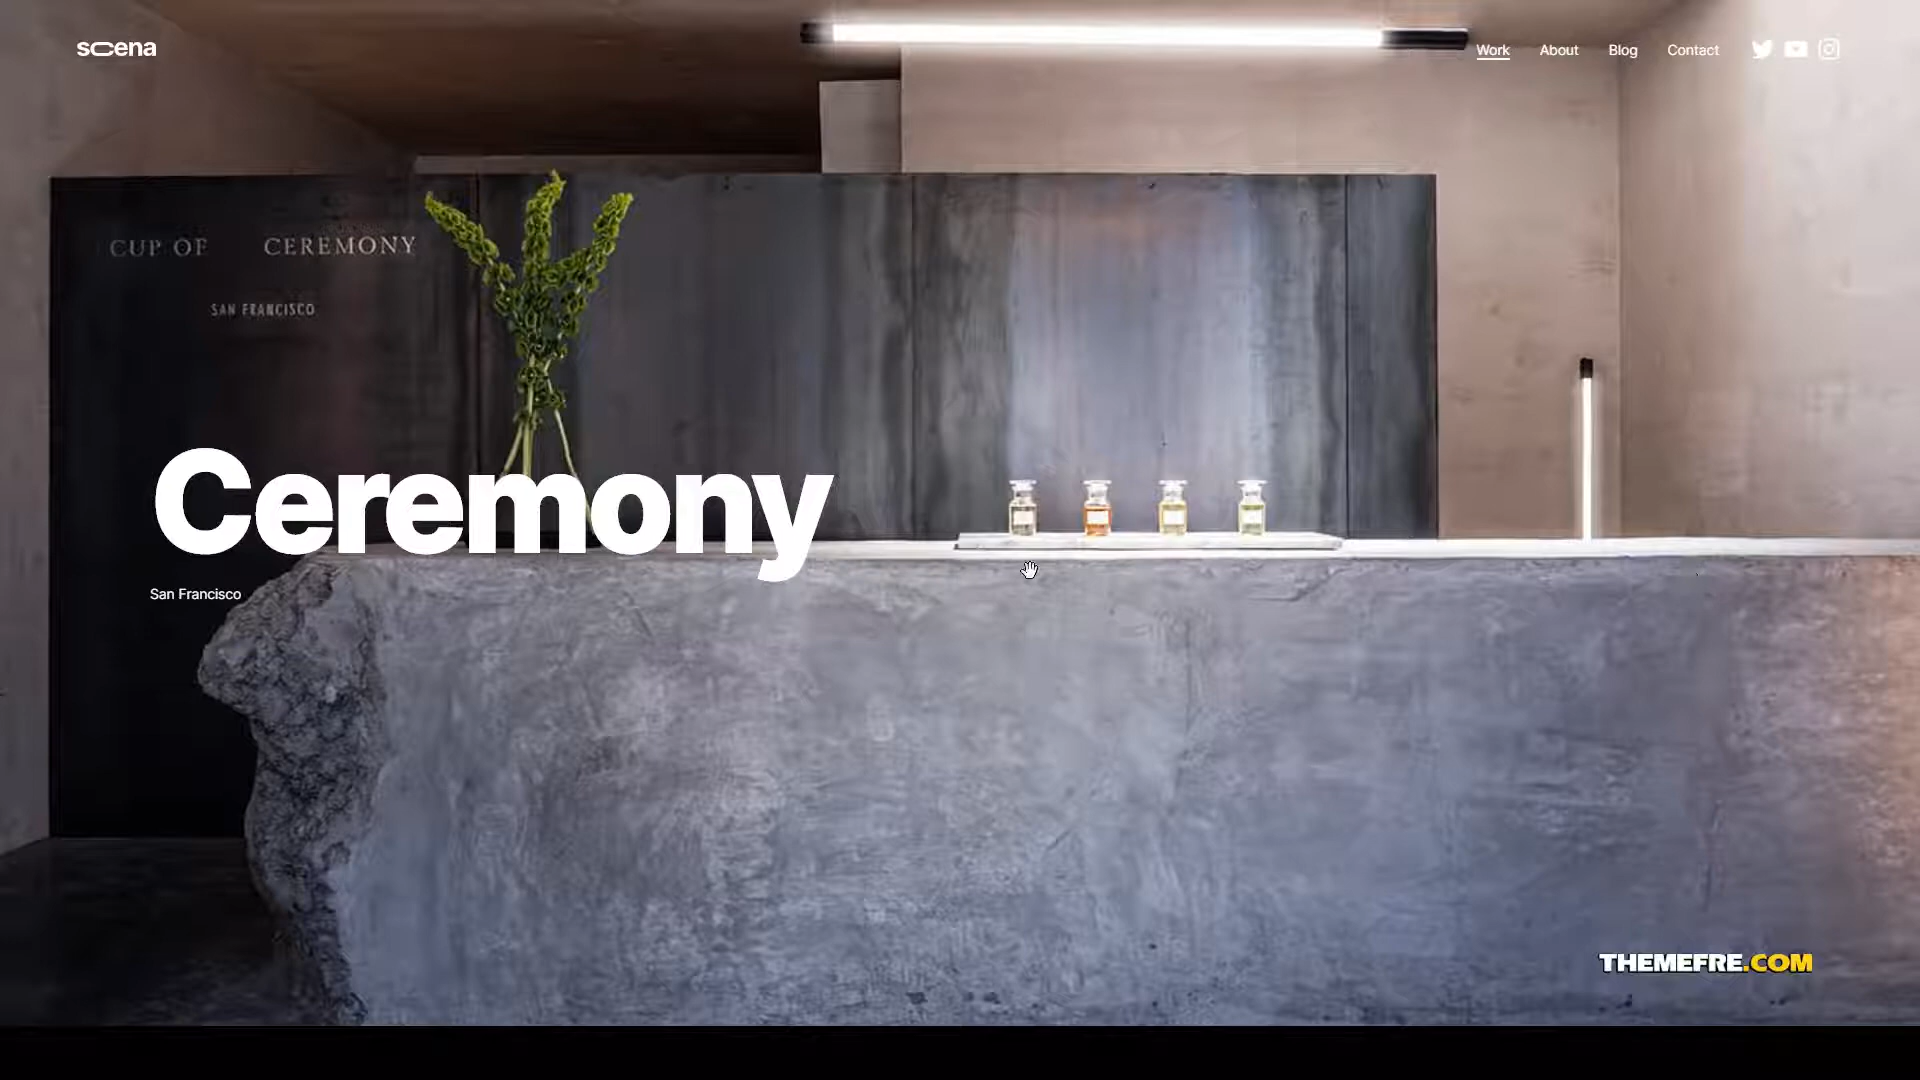 scena
Work
About
Blog
Contact
CUP OF CEREMONY
SAN FRANCISCO
Ceremony
San Francisco
THEMEFRE.COM